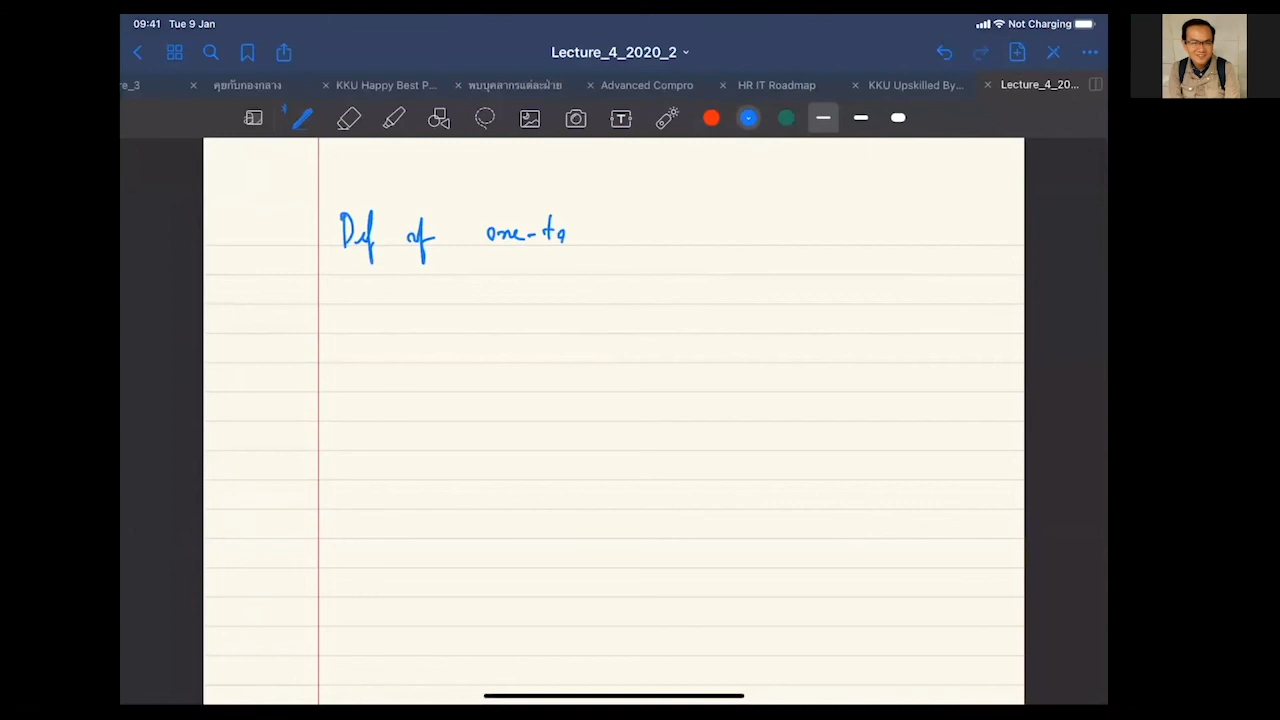 09:41 Tue 9 Jan
Not Charging
Lecture_4_2020_2
re_3
คุยกับกองกลาง
KKU Happy Best P...
พบบุคลากรแต่ละฝ่าย
Advanced Compro
HR IT Roadmap
KKU Upskilled By...
Lecture_4_20...
Def of one-to